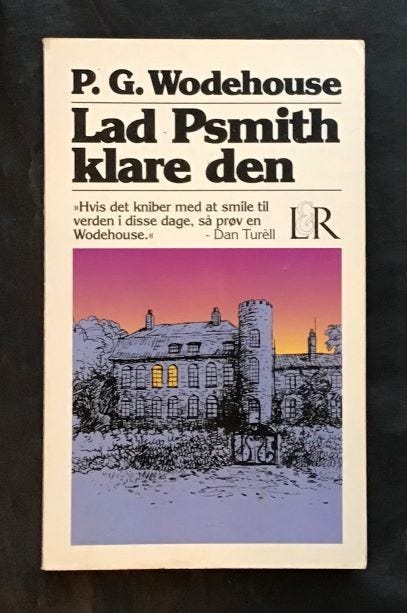 P. G. Wodehouse
Lad Psmith
klare den
»Hvis det kniber med at smile til
verden i disse dage, så prøv en
Wodehouse.« - Dan Turèll
L&R